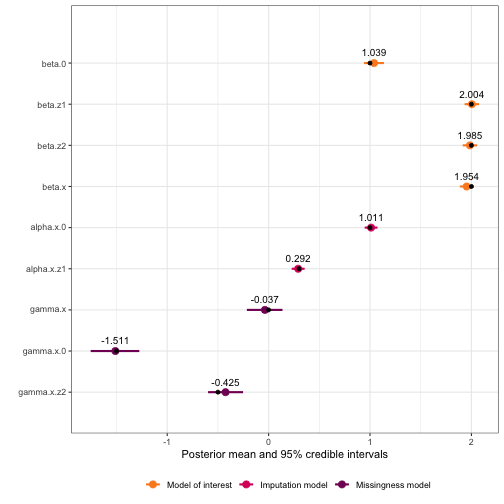 beta.0
1.039
beta.z1
2.004
beta.z2
1.985
beta.x
1.954
alpha.x.0
1.011
alpha.x.z1
0.292
gamma.x
-0.037
gamma.x.0
-1.511
gamma.x.z2
-0.425
-1 0 1 2
Posterior mean and 95% credible intervals
Model of interest Imputation model Missingness model